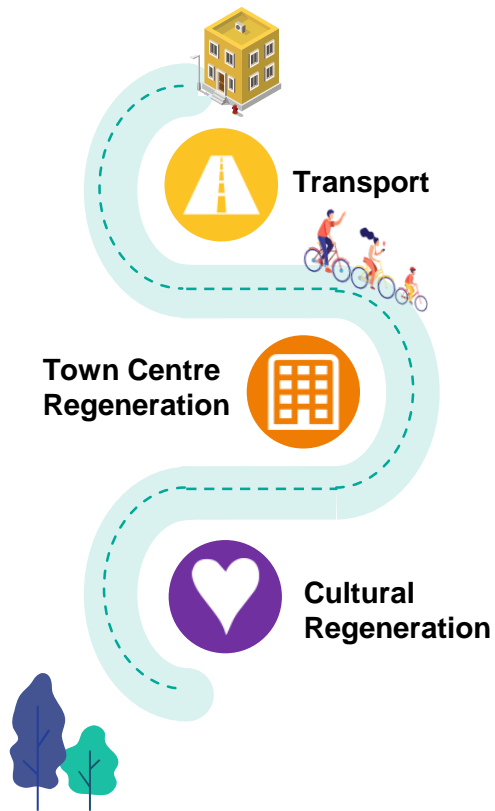 Transport
Town Centre
Regeneration
Cultural
Regeneration